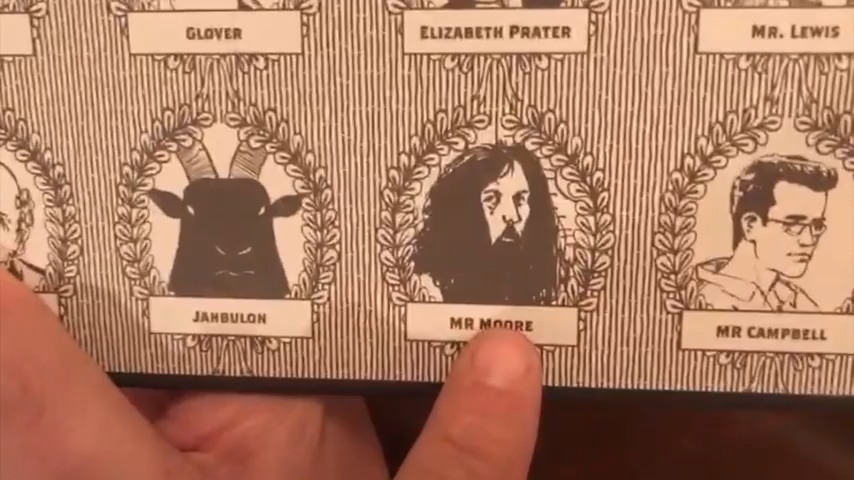 GLOVER
ELIZABETH PRATER
MR. LEWIS
JAHBULON
MR MOORE
MR CAMPBELL